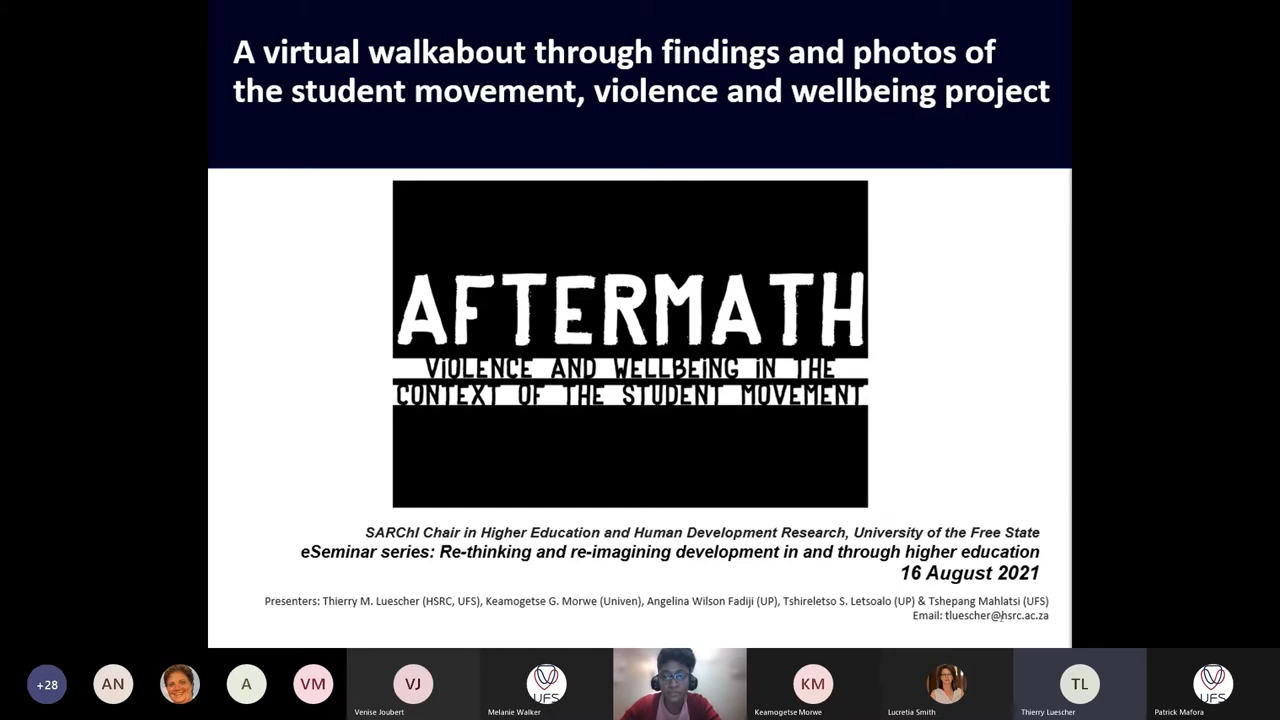 A virtual walkabout through findings and photos of
the student movement, violence and wellbeing project
AFTERMATH
VIOLENCE AND WELLBEING IN THE
CONTEXT OF THE STUDENT MOVEMENT
SARChI Chair in Higher Education and Human Development Research, University of the Free State
eSeminar series: Re-thinking and re-imagining development in and through higher education
16 August 2021
Presenters: Thierry M. Luescher (HSRC, UFS), Keamogetse G. Morwe (Univen), Angelina Wilson Fadiji (UP), Tshireletso S. Letsoalo (UP) & Tshepang Mahlatsi (UFS)
Email: tluescher@hsrc.ac.za
+28
AN
A
VM
VJ
UFS
KM
TL
UFS
Venise Joubert
Melanie Walker
Keamogetse Morwe
Lucretia Smith
Thierry Luescher
Patrick Mafora